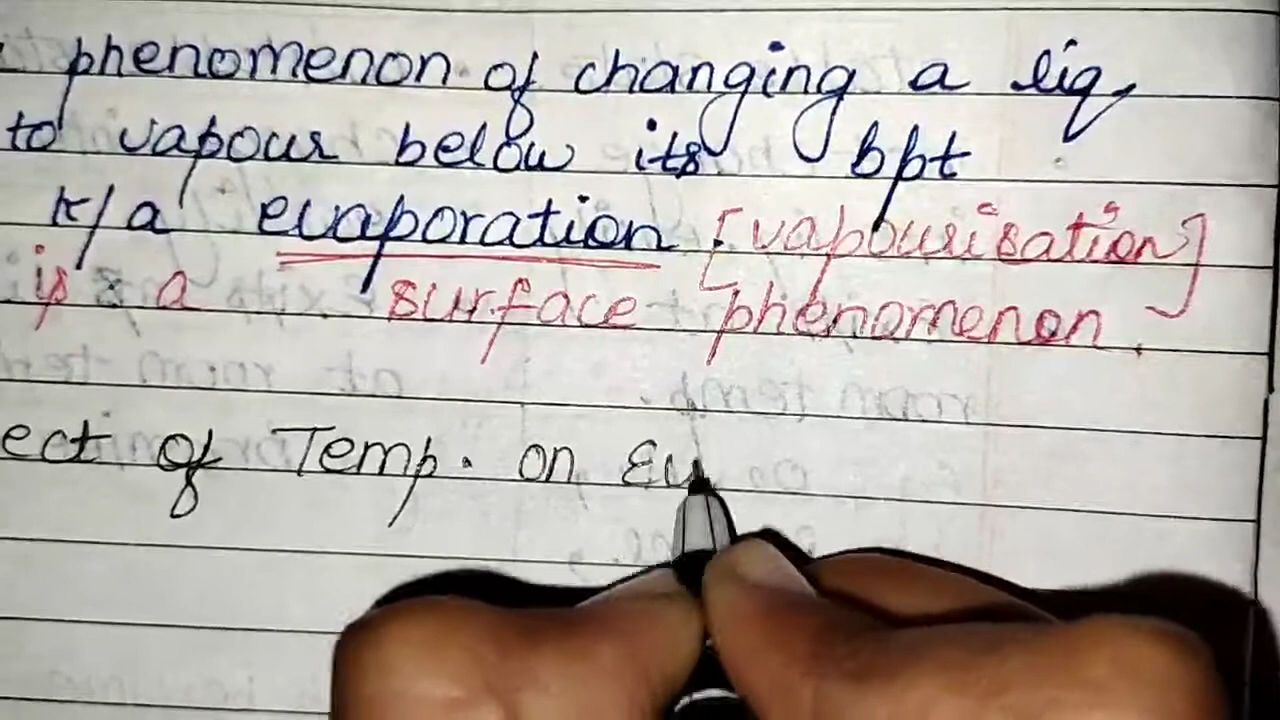 phenomenon of changing a liq,
to vapour below its bpt
k/a evaporation [vapourisation]
is a surface phenomenon.
ect of Temp. on Ev